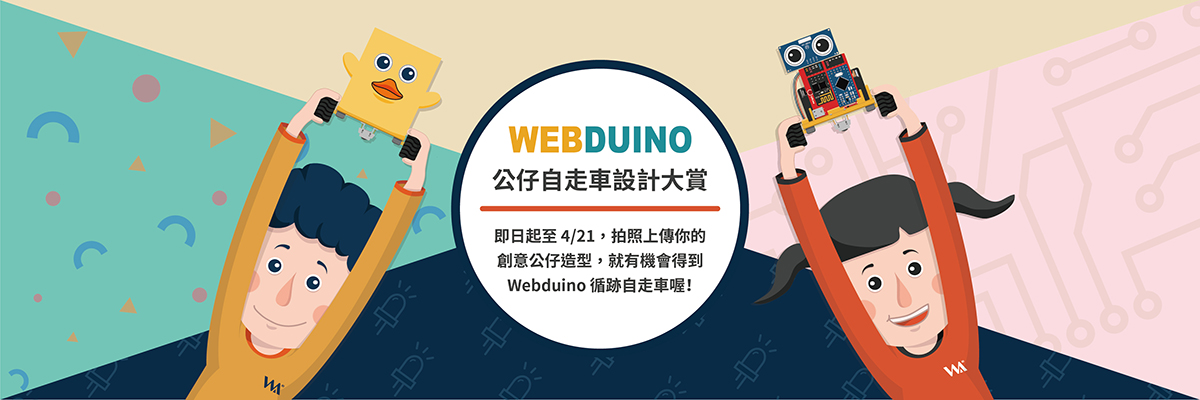 WEBDUINO
公仔自走車設計大賞
即日起至 4/21，拍照上傳你的
創意公仔造型，就有機會得到
Webduino 循跡自走車喔！